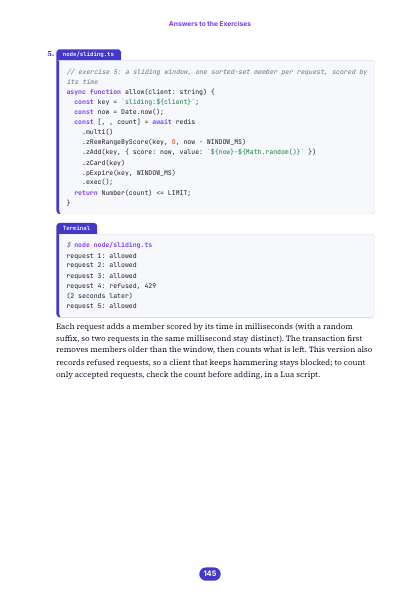 Answers to the Exercises
5.
node/sliding.ts
// exercise 5: a sliding window, one sorted-set member per request, scored by
its time
async function allow(client: string) {
  const key = `sliding:${client}`;
  const now = Date.now();
  const [, , count] = await redis
    .multi()
    .zRemRangeByScore(key, 0, now - WINDOW_MS)
    .zAdd(key, { score: now, value: `${now}-${Math.random()}` })
    .zCard(key)
    .pExpire(key, WINDOW_MS)
    .exec();
  return Number(count) <= LIMIT;
}
Terminal
$ node node/sliding.ts
request 1: allowed
request 2: allowed
request 3: allowed
request 4: refused, 429
(2 seconds later)
request 5: allowed
Each request adds a member scored by its time in milliseconds (with a random
suffix, so two requests in the same millisecond stay distinct). The transaction first
removes members older than the window, then counts what is left. This version also
records refused requests, so a client that keeps hammering stays blocked; to count
only accepted requests, check the count before adding, in a Lua script.
145